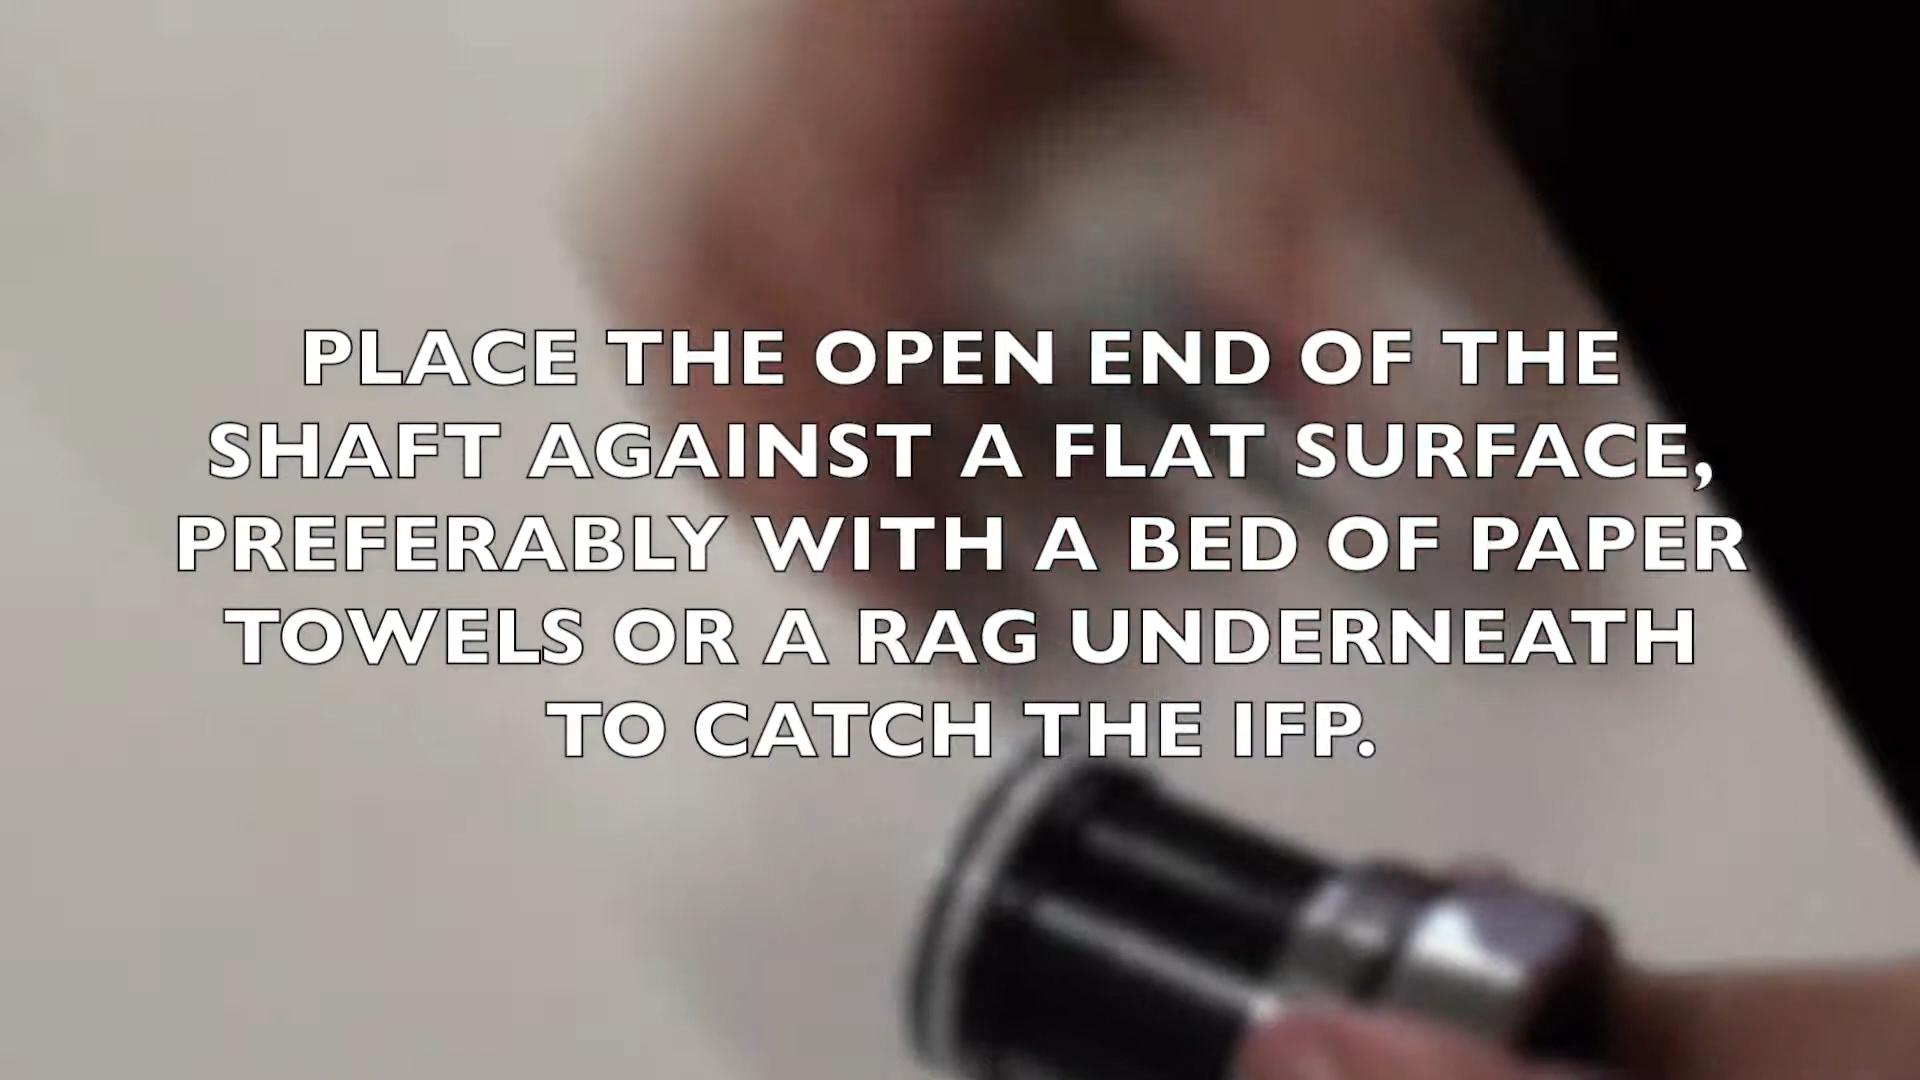 PLACE THE OPEN END OF THE
SHAFT AGAINST A FLAT SURFACE,
PREFERABLY WITH A BED OF PAPER
TOWELS OR A RAG UNDERNEATH
TO CATCH THE IFP.